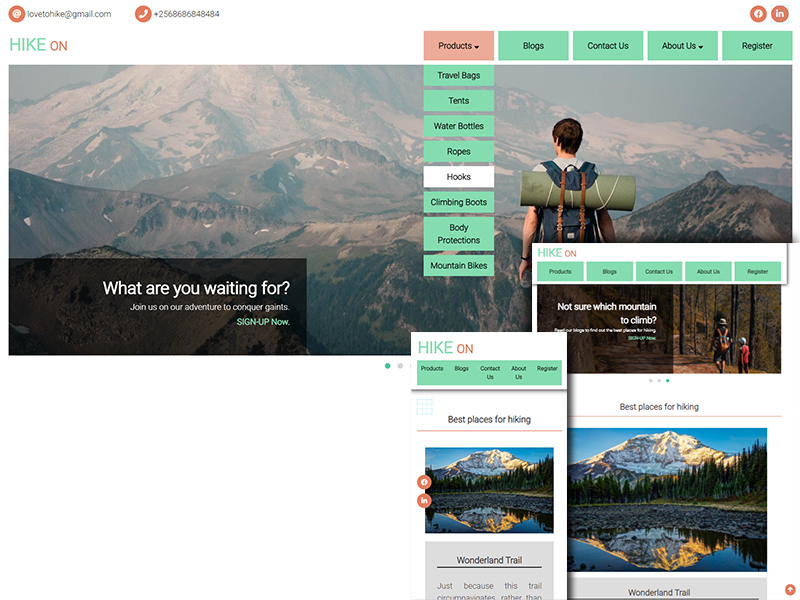 lovetohike@gmail.com
+2568686848484
HIKE ON
Products
Blogs
Contact Us
About Us
Register
Travel Bags
Tents
Water Bottles
Ropes
Hooks
Climbing Boots
Body
Protections
Mountain Bikes
What are you waiting for?
Join us on our adventure to conquer gaints.
SIGN-UP Now.
HIKE ON
Products
Blogs
Contact Us
About Us
Register
Not sure which mountain
to climb?
Read our blogs to find out the best places for hiking.
SIGN-UP Now.
Best places for hiking
Wonderland Trail
HIKE ON
Products
Blogs
Contact
Us
About
Us
Register
Best places for hiking
Wonderland Trail
Just because this trail
circumnavigates rather than